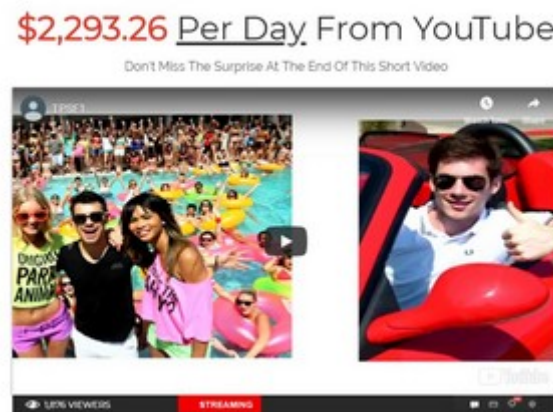 $2,293.26 Per Day From YouTube
Don't Miss The Surprise At The End Of This Short Video
PARTY
ANIMAL
1,876 VIEWERS
STREAMING